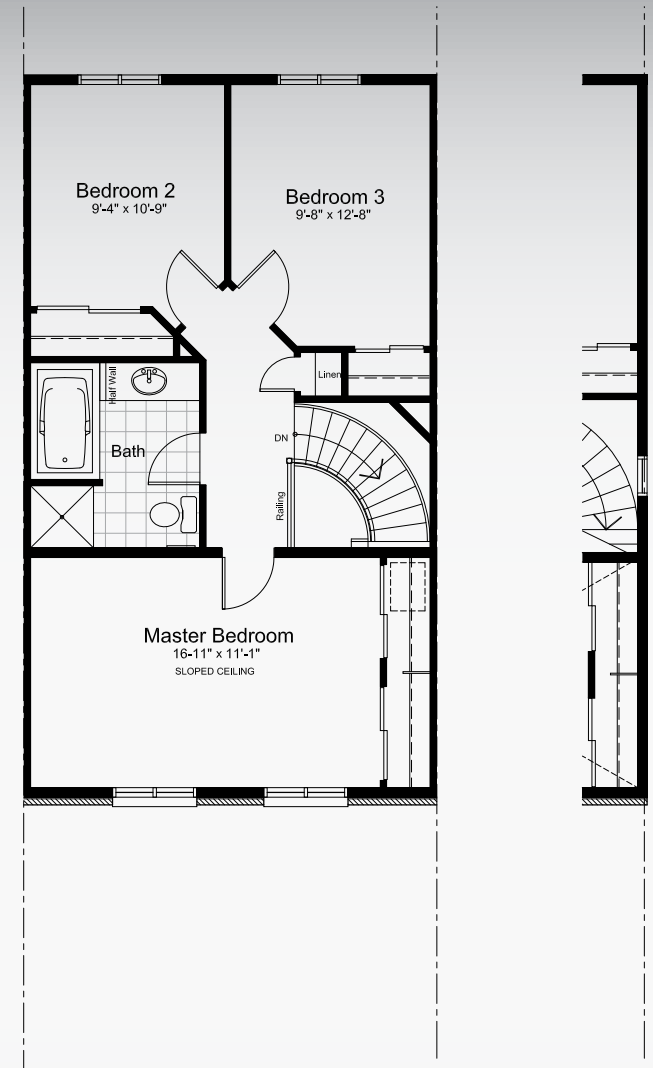 Bedroom 2
9'-4" x 10'-9"
Bedroom 3
9'-8" x 12'-8"
Half Wall
Linen
Bath
DN
Railing
Master Bedroom
16-11" x 11'-1"
SLOPED CEILING